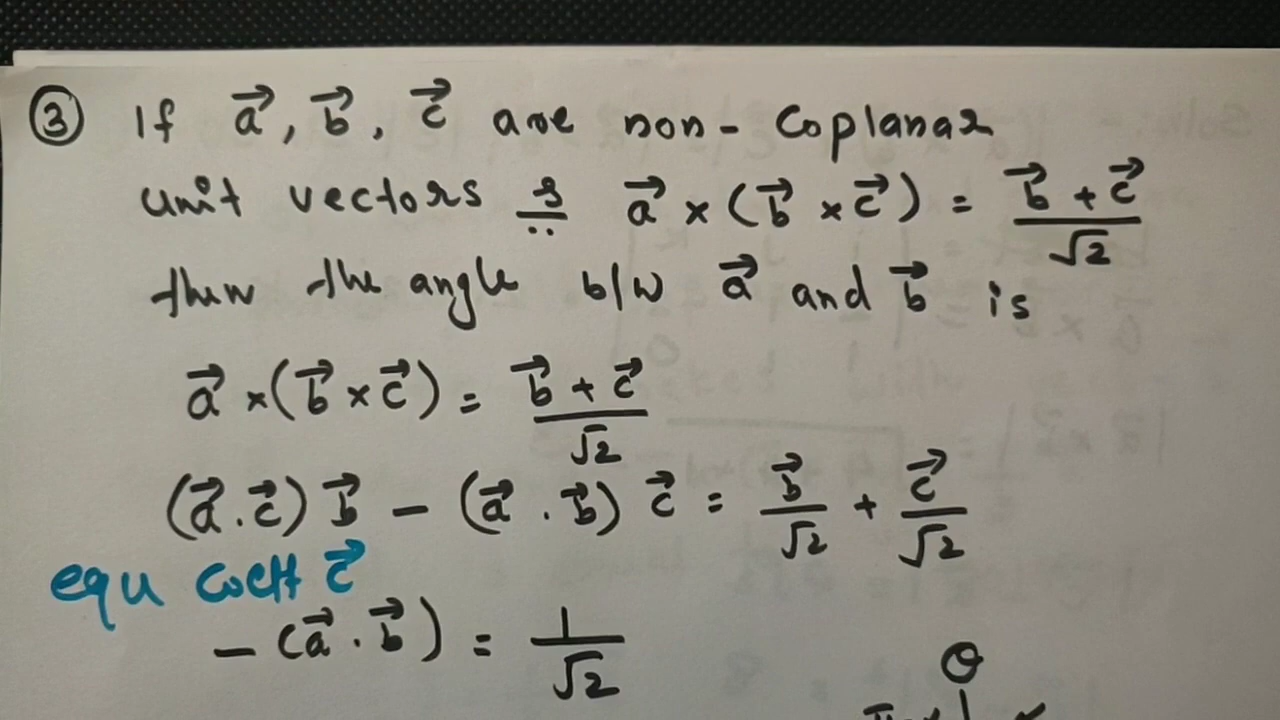 ③ If a⃗, b⃗, c⃗ are non-Coplanar
unit vectors & a⃗ × (b⃗ × c⃗) = (b⃗ + c⃗)/√2
then the angle b/w a⃗ and b⃗ is
a⃗ × (b⃗ × c⃗) = (b⃗ + c⃗)/√2
(a⃗ . c⃗) b⃗ − (a⃗ . b⃗) c⃗ = b⃗/√2 + c⃗/√2
equ coeff c⃗
− (a⃗ . b⃗) = 1/√2
θ